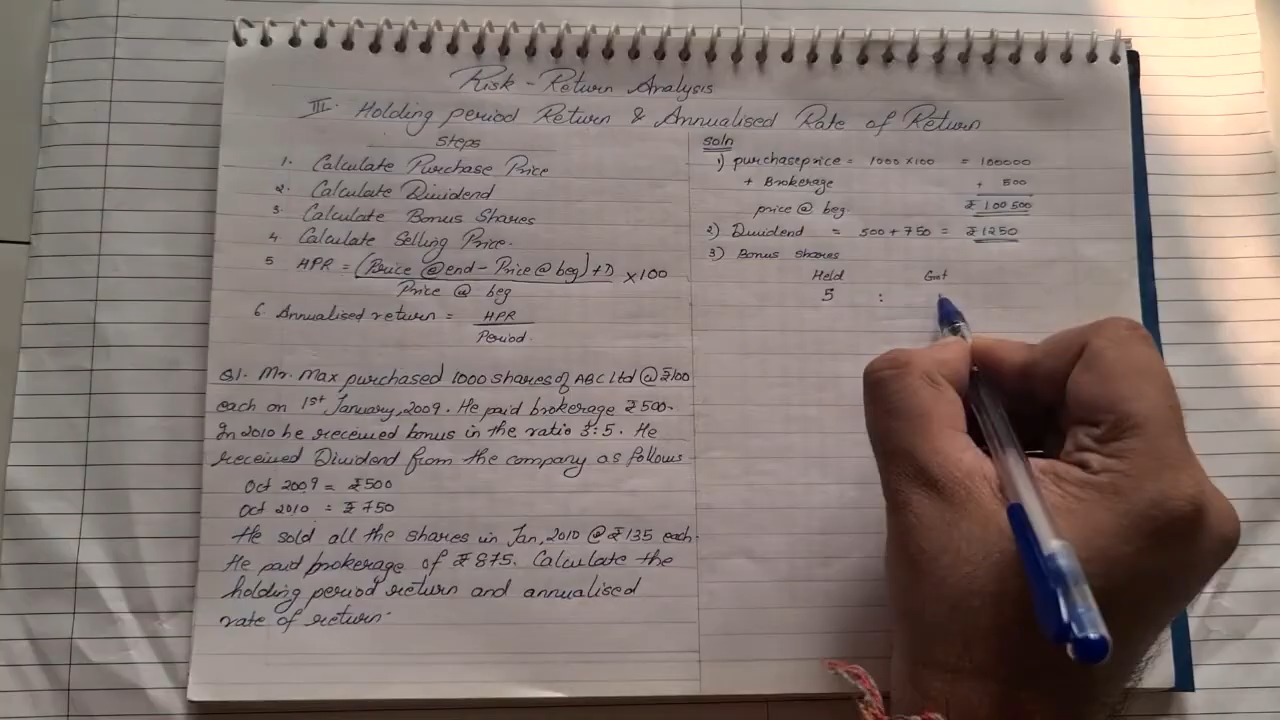 Risk - Return Analysis
III. Holding period Return & Annualised Rate of Return
Steps
1. Calculate Purchase Price
2. Calculate Dividend
3 Calculate Bonus Shares
4 Calculate Selling Price.
5 HPR = (Price @ end - Price @ beg) + D × 100
Price @ beg
6. Annualised return = HPR
Period.
Q1. Mr. Max purchased 1000 shares of ABC Ltd @ ₹100
each on 1st January, 2009. He paid brokerage ₹500.
In 2010 he received bonus in the ratio 3:5. He
received Dividend from the company as follows
Oct 2009 = ₹500
Oct 2010 = ₹750
He sold all the shares in Jan, 2010 @ ₹135 each.
He paid brokerage of ₹875. Calculate the
holding period return and annualised
rate of return.
Soln
1) purchase price = 1000 × 100 = 100000
+ Brokerage + 500
price @ beg. ₹ 100 500
2) Dividend = 500 + 750 = ₹1250
3) Bonus shares
Held Get
5 :